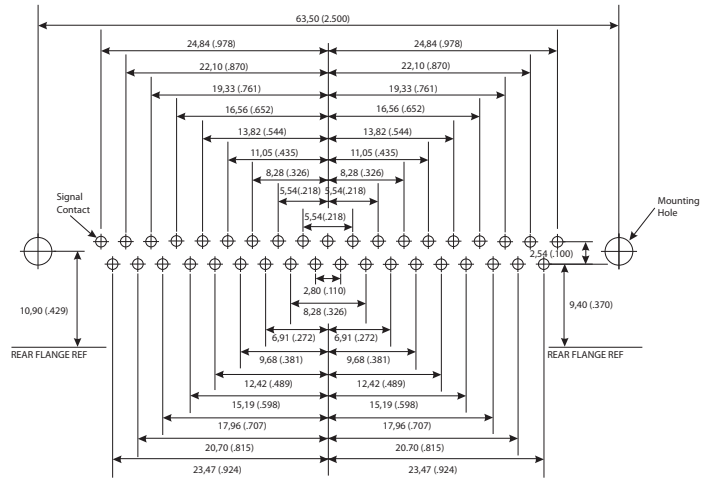 63,50 (2.500)
24,84 (.978) 24,84 (.978)
22,10 (.870) 22,10 (.870)
19,33 (.761) 19,33 (.761)
16,56 (.652) 16,56 (.652)
13,82 (.544) 13,82 (.544)
11,05 (.435) 11,05 (.435)
8,28 (.326) 8,28 (.326)
5,54(.218) 5,54(.218)
Signal
Contact
Mounting
Hole
5,54(.218)
2,54 (.100)
2,80 (.110)
10,90 (.429)
9,40 (.370)
8,28 (.326)
6,91 (.272) 6,91 (.272)
REAR FLANGE REF REAR FLANGE REF
9,68 (.381) 9,68 (.381)
12,42 (.489) 12,42 (.489)
15,19 (.598) 15,19 (.598)
17,96 (.707) 17,96 (.707)
20,70 (.815) 20.70 (.815)
23,47 (.924) 23,47 (.924)